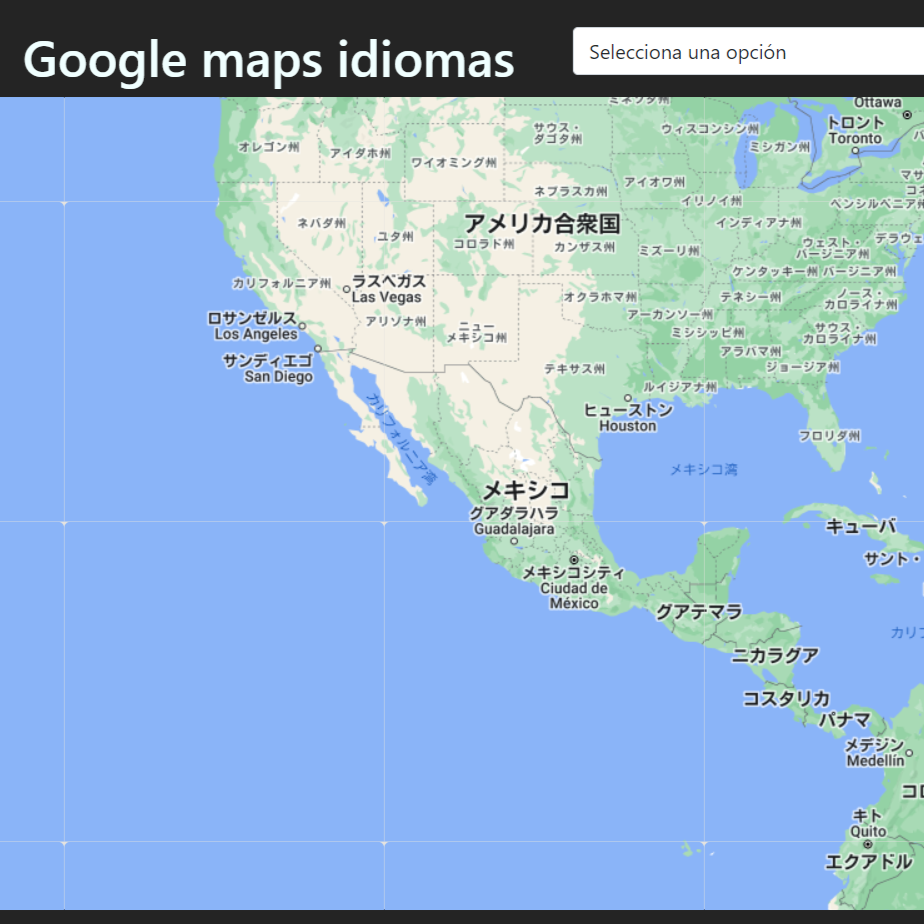 Google maps idiomas
Selecciona una opción
ミネソタ州
Ottawa
トロント
Toronto
オレゴン州
アイダホ州
ワイオミング州
サウス・
ダコタ州
ウィスコンシン州
ミシガン州
ネブラスカ州
アイオワ州
イリノイ州
ペンシルベニア州
マサ
コネ
ネバダ州
ユタ州
アメリカ合衆国
コロラド州
カンザス州
ミズーリ州
インディアナ州
ウェスト・
バージニア州
デラウェ
カリフォルニア州
ラスベガス
Las Vegas
ケンタッキー州
バージニア州
オクラホマ州
テネシー州
ノース・
カロライナ州
ロサンゼルス
Los Angeles
アリゾナ州
ニュー
メキシコ州
アーカンソー州
ミシシッピ州
サウス・
カロライナ州
サンディエゴ
San Diego
アラバマ州
ジョージア州
テキサス州
ルイジアナ州
ヒューストン
Houston
カリフォルニア湾
フロリダ州
メキシコ湾
メキシコ
グアダラハラ
Guadalajara
キューバ
サント・
メキシコシティ
Ciudad de
México
グアテマラ
カリブ
ニカラグア
コスタリカ
パナマ
メデジン
Medellín
コロ
キト
Quito
エクアドル